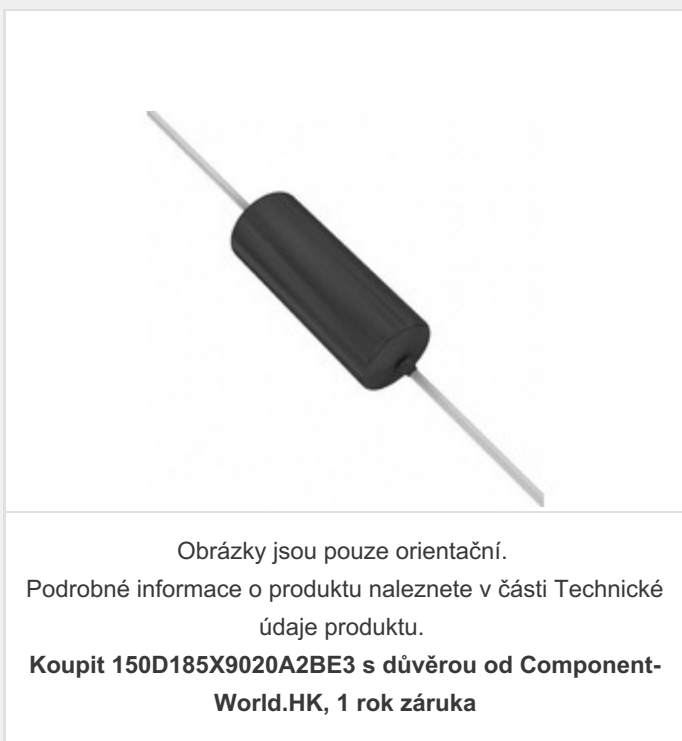 Obrázky jsou pouze orientační.
Podrobné informace o produktu naleznete v části Technické
údaje produktu.
Koupit 150D185X9020A2BE3 s důvěrou od Component-
World.HK, 1 rok záruka